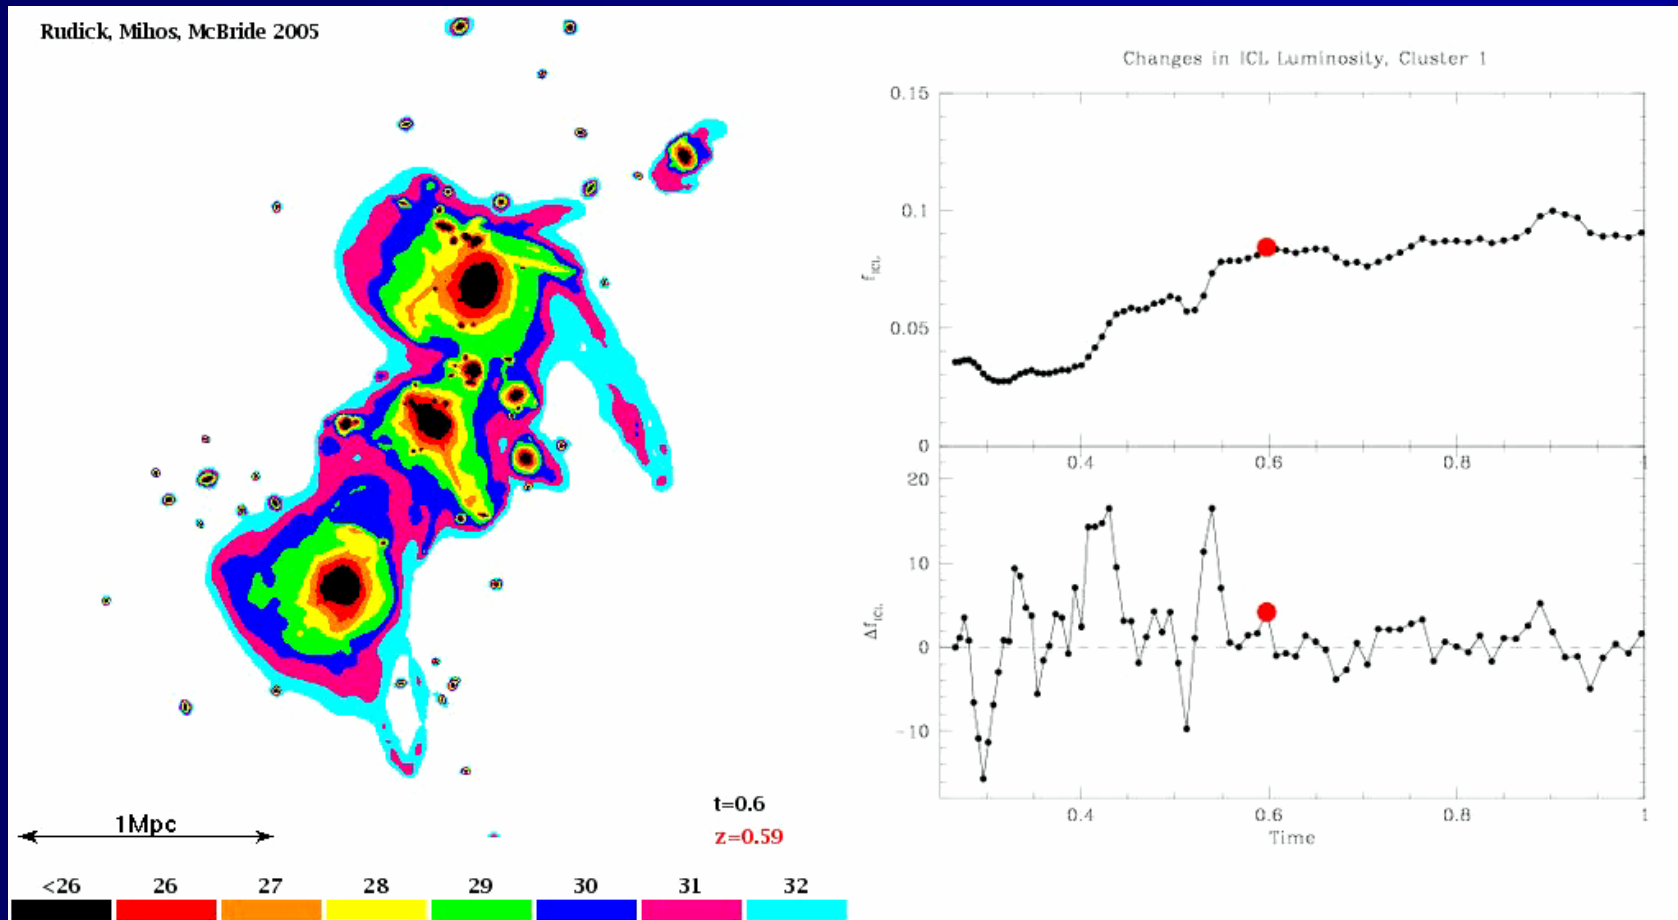 Rudick, Mihos, McBride 2005
t=0.6
z=0.59
1Mpc
<26 26 27 28 29 30 31 32
Changes in ICL Luminosity, Cluster 1
0.15
0.1
0.05
0
f_ICL
0.4 0.6 0.8 1
20
10
0
-10
Δf_ICL
0.4 0.6 0.8 1
Time